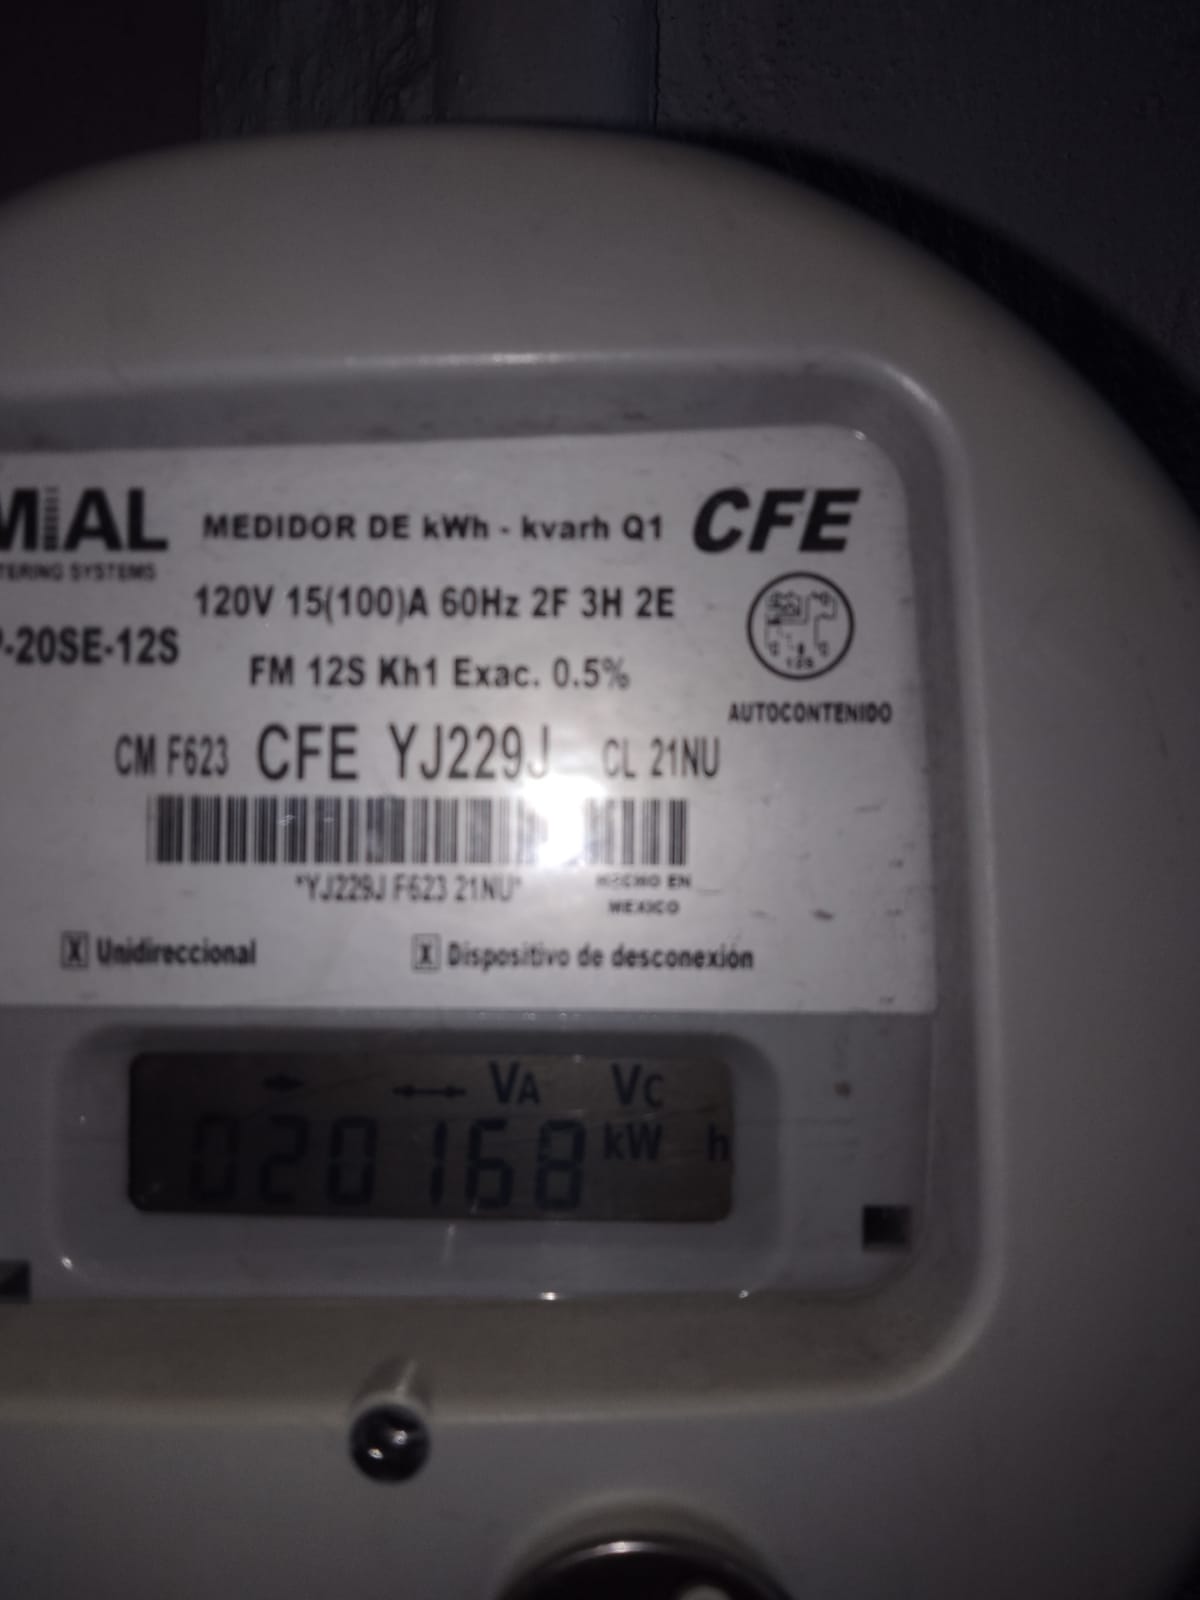 MIAL
TERING SYSTEMS
MEDIDOR DE kWh - kvarh Q1
CFE
120V 15(100)A 60Hz 2F 3H 2E
-20SE-12S
FM 12S Kh1 Exac. 0.5%
12S
AUTOCONTENIDO
CM F623 CFE YJ229J CL 21NU
*YJ229J F623 21NU*
HECHO EN
MEXICO
X Unidireccional
X Dispositivo de desconexión
VA VC
020168 kW h